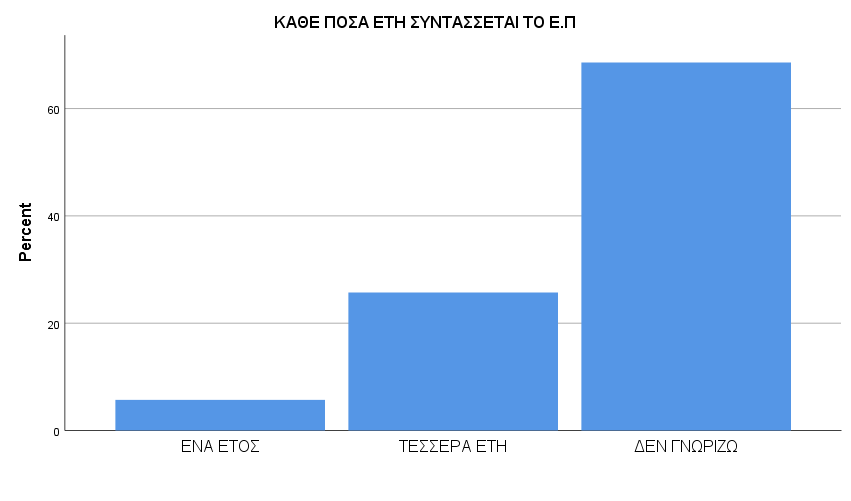 ΚΑΘΕ ΠΟΣΑ ΕΤΗ ΣΥΝΤΑΣΣΕΤΑΙ ΤΟ Ε.Π
Percent
60
40
20
0
ΕΝΑ ΕΤΟΣ
ΤΕΣΣΕΡΑ ΕΤΗ
ΔΕΝ ΓΝΩΡΙΖΩ